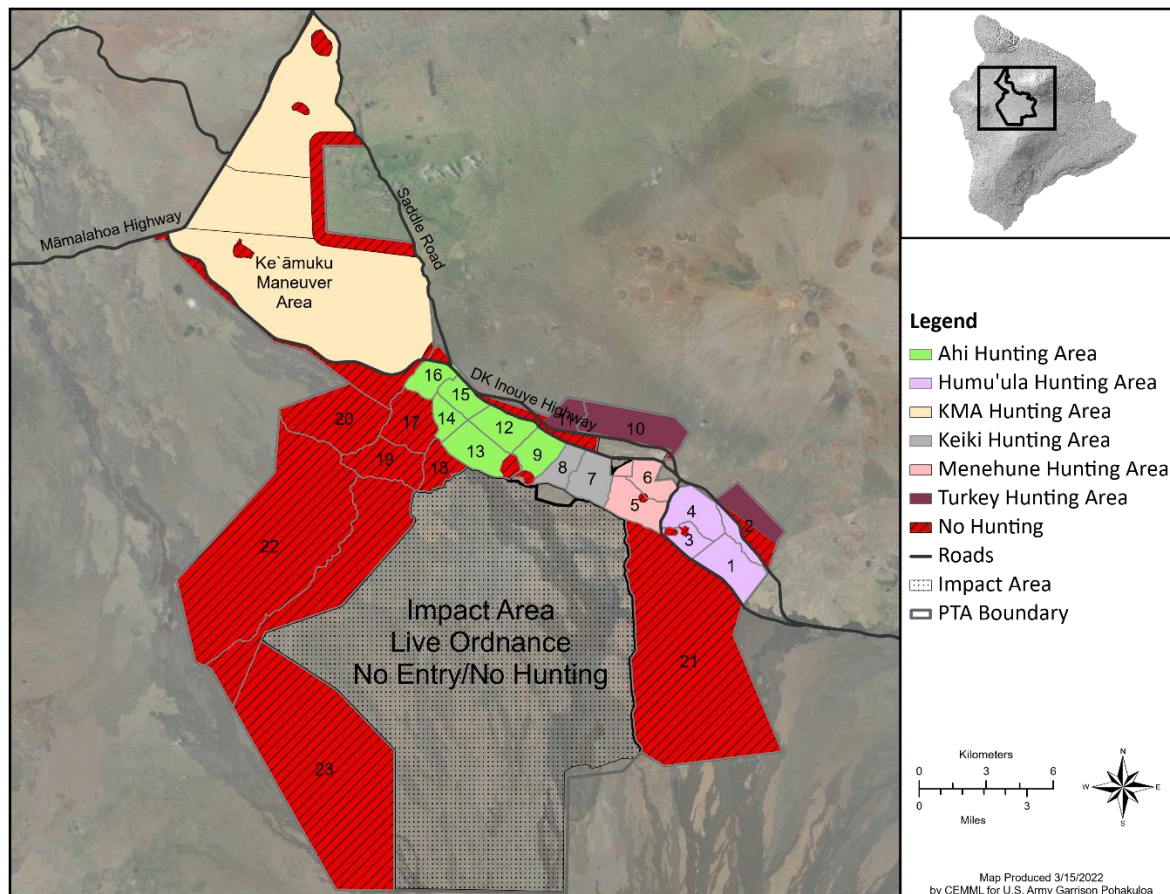 Māmalahoa Highway
Saddle Road
Ke`āmuku
Maneuver
Area
DK Inouye Highway
16
15
14
12
13
9
8
7
6
5
4
3
1
2
11
10
20
17
19
18
22
21
23
Impact Area
Live Ordnance
No Entry/No Hunting
Legend
Ahi Hunting Area
Humu'ula Hunting Area
KMA Hunting Area
Keiki Hunting Area
Menehune Hunting Area
Turkey Hunting Area
No Hunting
Roads
Impact Area
PTA Boundary
Kilometers
0 3 6
0 3
Miles
N
W E
S
Map Produced 3/15/2022
by CEMML for U.S. Army Garrison Pohakuloa